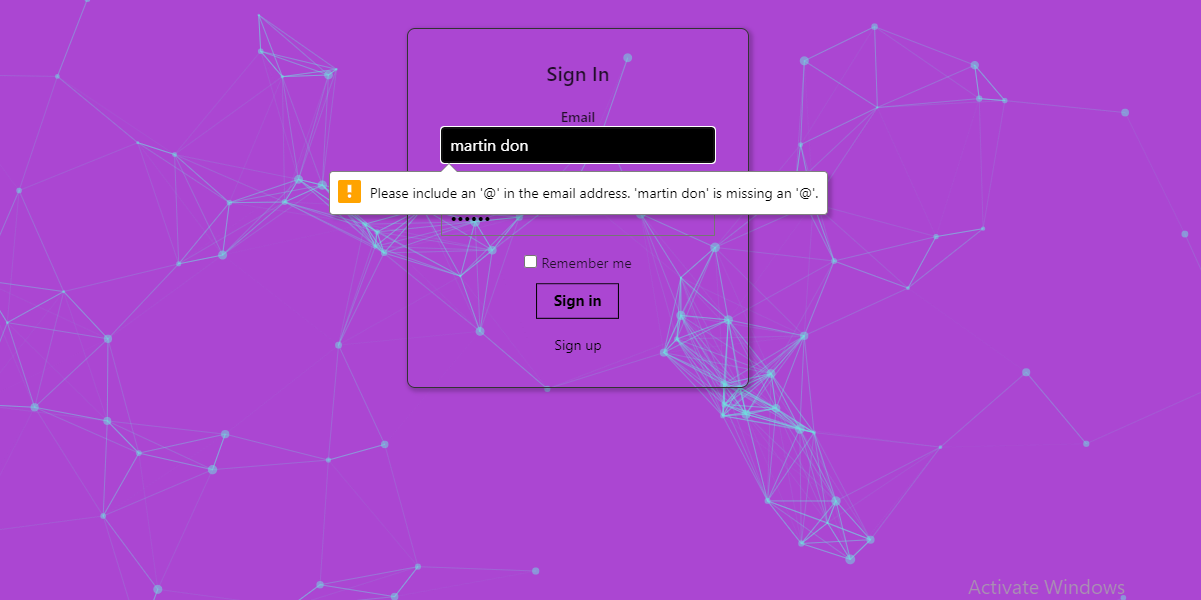 Sign In
Email
martin don
Please include an '@' in the email address. 'martin don' is missing an '@'.
••••••
Remember me
Sign in
Sign up
Activate Windows